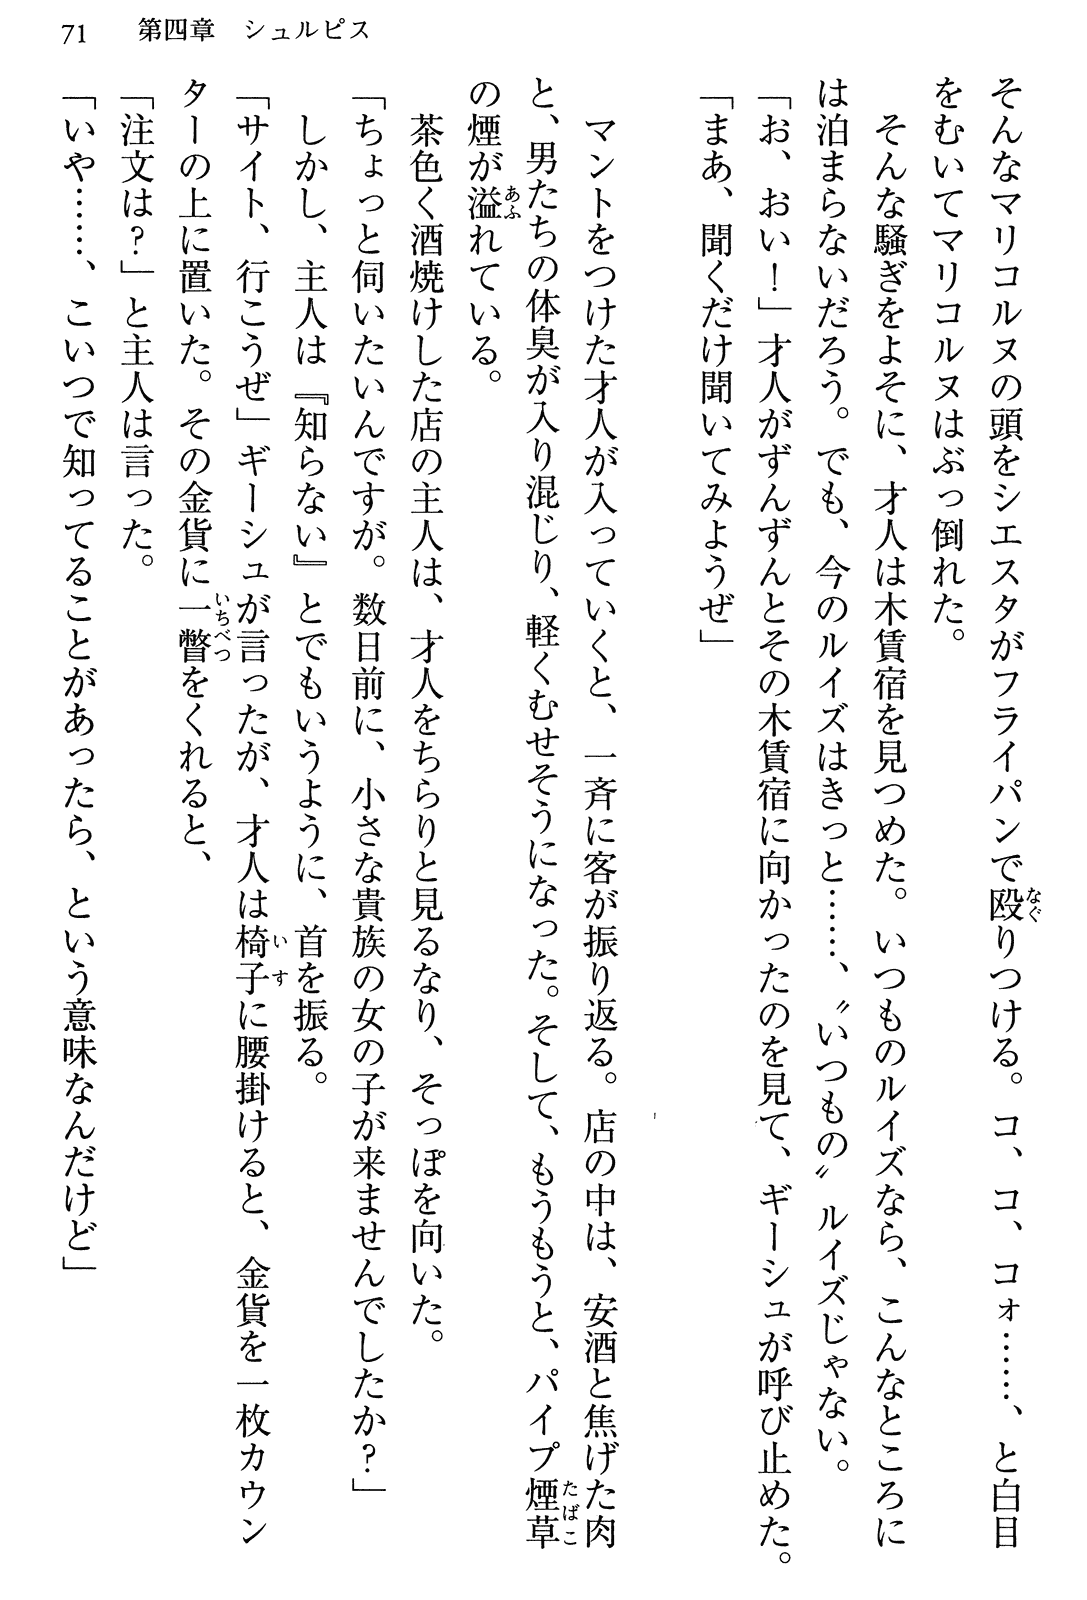 71　第四章　シュルピス
そんなマリコルヌの頭をシエスタがフライパンで殴りつける。コ、コ、コォ……、と白目
をむいてマリコルヌはぶっ倒れた。
　そんな騒ぎをよそに、才人は木賃宿を見つめた。いつものルイズなら、こんなところに
は泊まらないだろう。でも、今のルイズはきっと……、〝いつもの〟ルイズじゃない。
「お、おい！」才人がずんずんとその木賃宿に向かったのを見て、ギーシュが呼び止めた。
「まあ、聞くだけ聞いてみようぜ」
　マントをつけた才人が入っていくと、一斉に客が振り返る。店の中は、安酒と焦げた肉
と、男たちの体臭が入り混じり、軽くむせそうになった。そして、もうもうと、パイプ煙草
の煙が溢れている。
　茶色く酒焼けした店の主人は、才人をちらりと見るなり、そっぽを向いた。
「ちょっと伺いたいんですが。数日前に、小さな貴族の女の子が来ませんでしたか？」
　しかし、主人は『知らない』とでもいうように、首を振る。
「サイト、行こうぜ」ギーシュが言ったが、才人は椅子に腰掛けると、金貨を一枚カウン
ターの上に置いた。その金貨に一瞥をくれると、
「注文は？」と主人は言った。
「いや……、こいつで知ってることがあったら、という意味なんだけど」